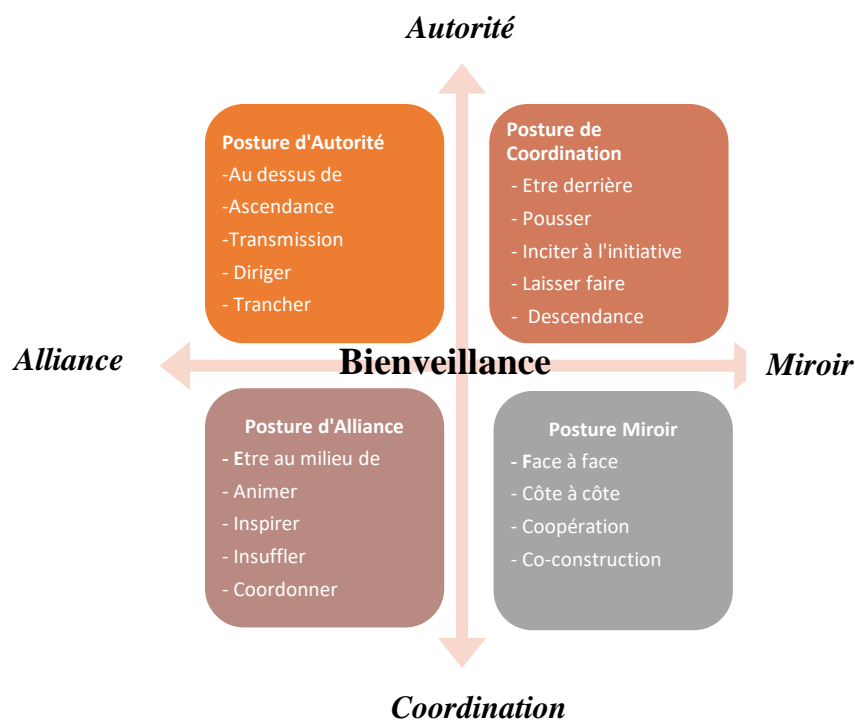 Autorité
Posture d'Autorité
-Au dessus de
-Ascendance
-Transmission
- Diriger
- Trancher
Posture de
Coordination
- Etre derrière
- Pousser
- Inciter à l'initiative
- Laisser faire
- Descendance
Alliance
Bienveillance
Miroir
Posture d'Alliance
- Etre au milieu de
- Animer
- Inspirer
- Insuffler
- Coordonner
Posture Miroir
- Face à face
- Côte à côte
- Coopération
- Co-construction
Coordination